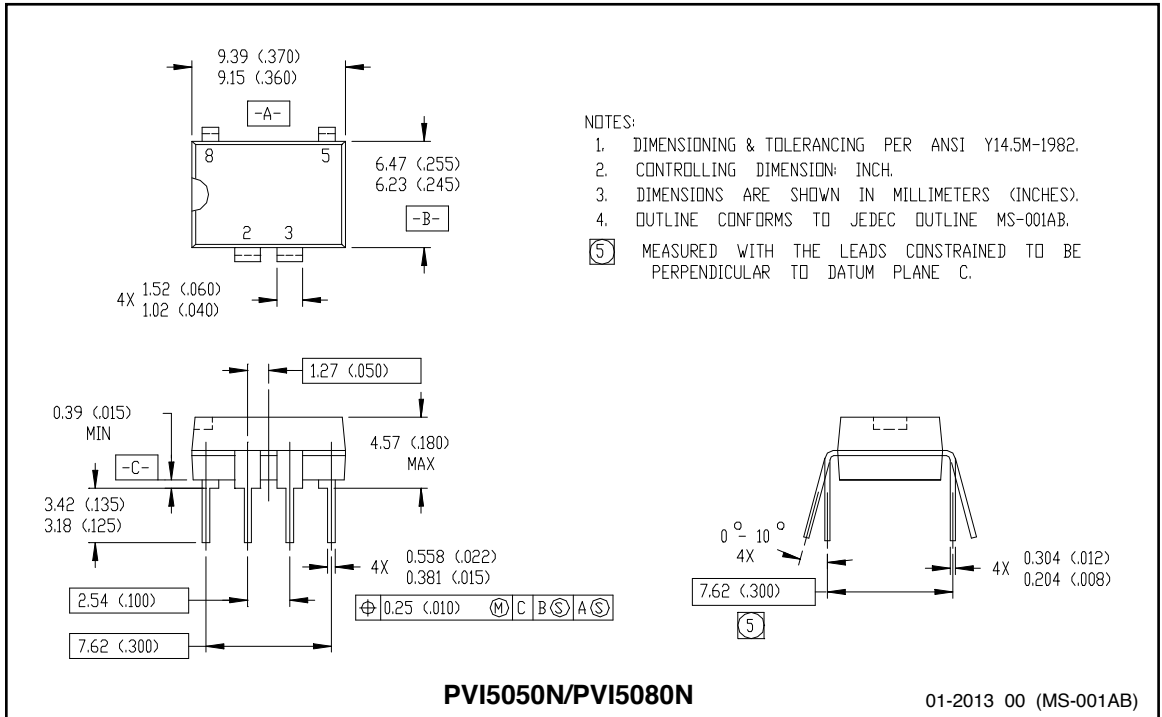 9.39 (.370)
9.15 (.360)
-A-
8
5
6.47 (.255)
6.23 (.245)
-B-
2
3
4X 1.52 (.060)
1.02 (.040)
NOTES:
1. DIMENSIONING & TOLERANCING PER ANSI Y14.5M-1982.
2. CONTROLLING DIMENSION: INCH.
3. DIMENSIONS ARE SHOWN IN MILLIMETERS (INCHES).
4. OUTLINE CONFORMS TO JEDEC OUTLINE MS-001AB.
5 MEASURED WITH THE LEADS CONSTRAINED TO BE
PERPENDICULAR TO DATUM PLANE C.
1.27 (.050)
0.39 (.015)
MIN
-C-
4.57 (.180)
MAX
3.42 (.135)
3.18 (.125)
4X 0.558 (.022)
0.381 (.015)
2.54 (.100)
⌖ 0.25 (.010) Ⓜ C B Ⓢ A Ⓢ
7.62 (.300)
0° - 10°
4X
4X 0.304 (.012)
0.204 (.008)
7.62 (.300)
5
PVI5050N/PVI5080N
01-2013 00 (MS-001AB)